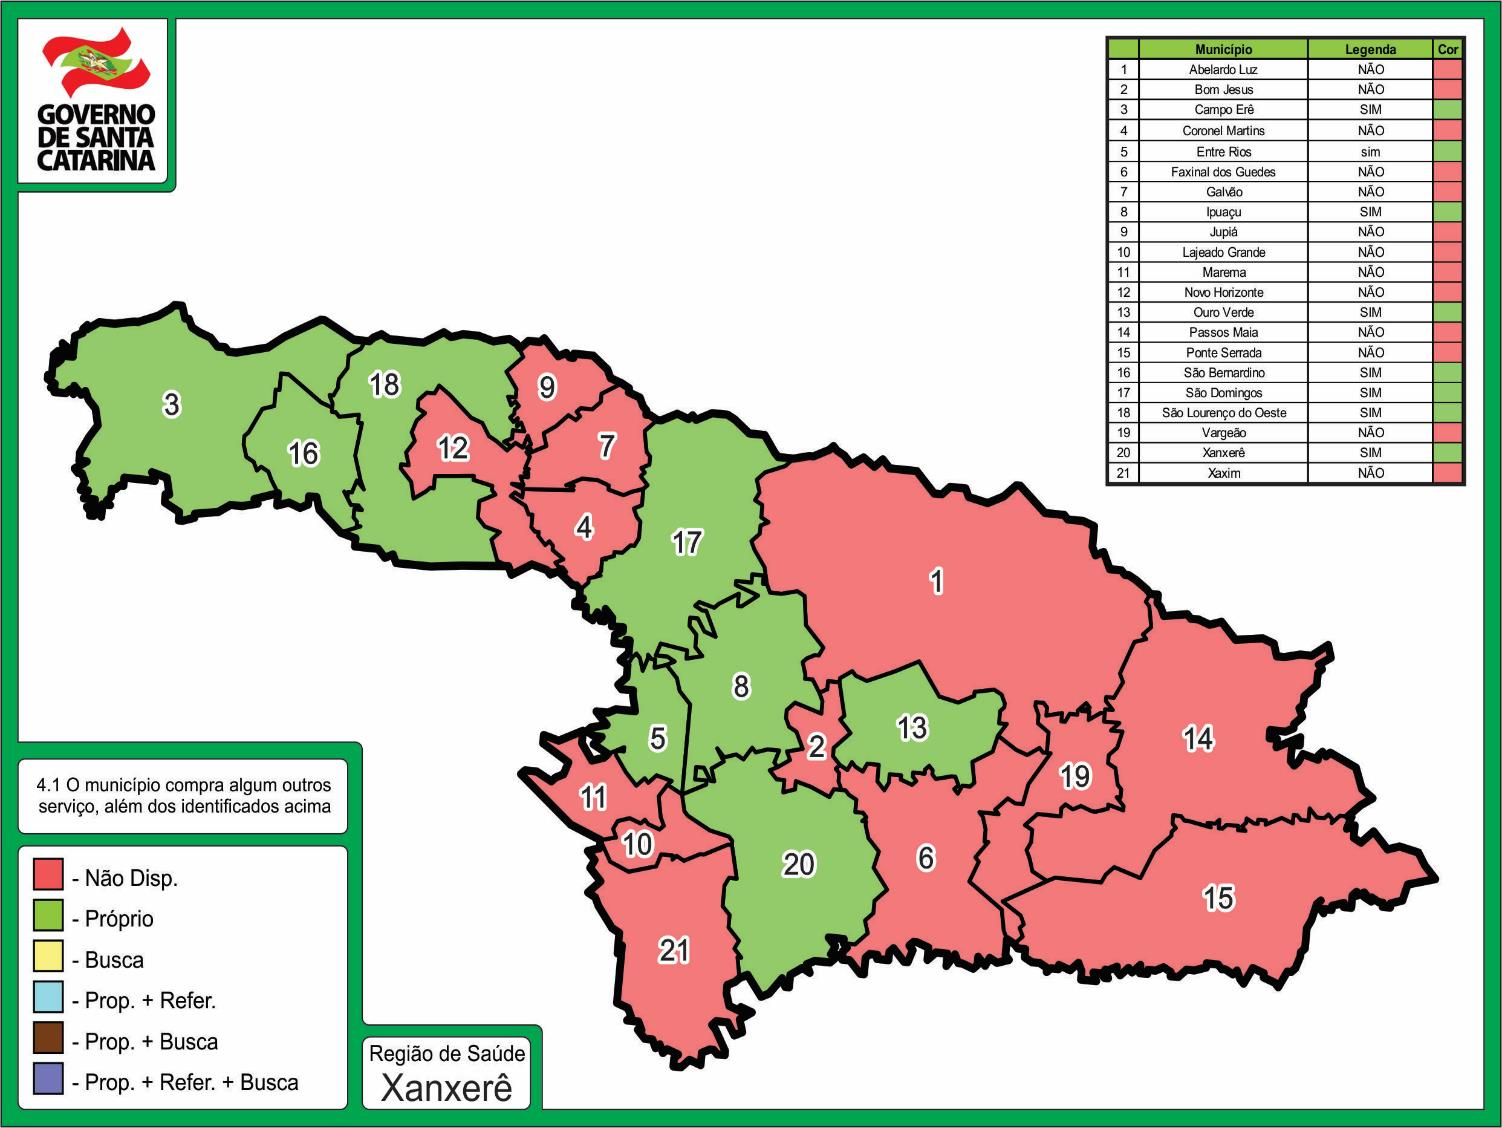 GOVERNO
DE SANTA
CATARINA
Município Legenda Cor
1 Abelardo Luz NÃO
2 Bom Jesus NÃO
3 Campo Erê SIM
4 Coronel Martins NÃO
5 Entre Rios sim
6 Faxinal dos Guedes NÃO
7 Galvão NÃO
8 Ipuaçu SIM
9 Jupiá NÃO
10 Lajeado Grande NÃO
11 Marema NÃO
12 Novo Horizonte NÃO
13 Ouro Verde SIM
14 Passos Maia NÃO
15 Ponte Serrada NÃO
16 São Bernardino SIM
17 São Domingos SIM
18 São Lourenço do Oeste SIM
19 Vargeão NÃO
20 Xanxerê SIM
21 Xaxim NÃO
3
18
9
16
12
7
4
17
1
8
5
2
13
14
19
11
10
20
6
15
21
4.1 O município compra algum outros
serviço, além dos identificados acima
- Não Disp.
- Próprio
- Busca
- Prop. + Refer.
- Prop. + Busca
- Prop. + Refer. + Busca
Região de Saúde
Xanxerê